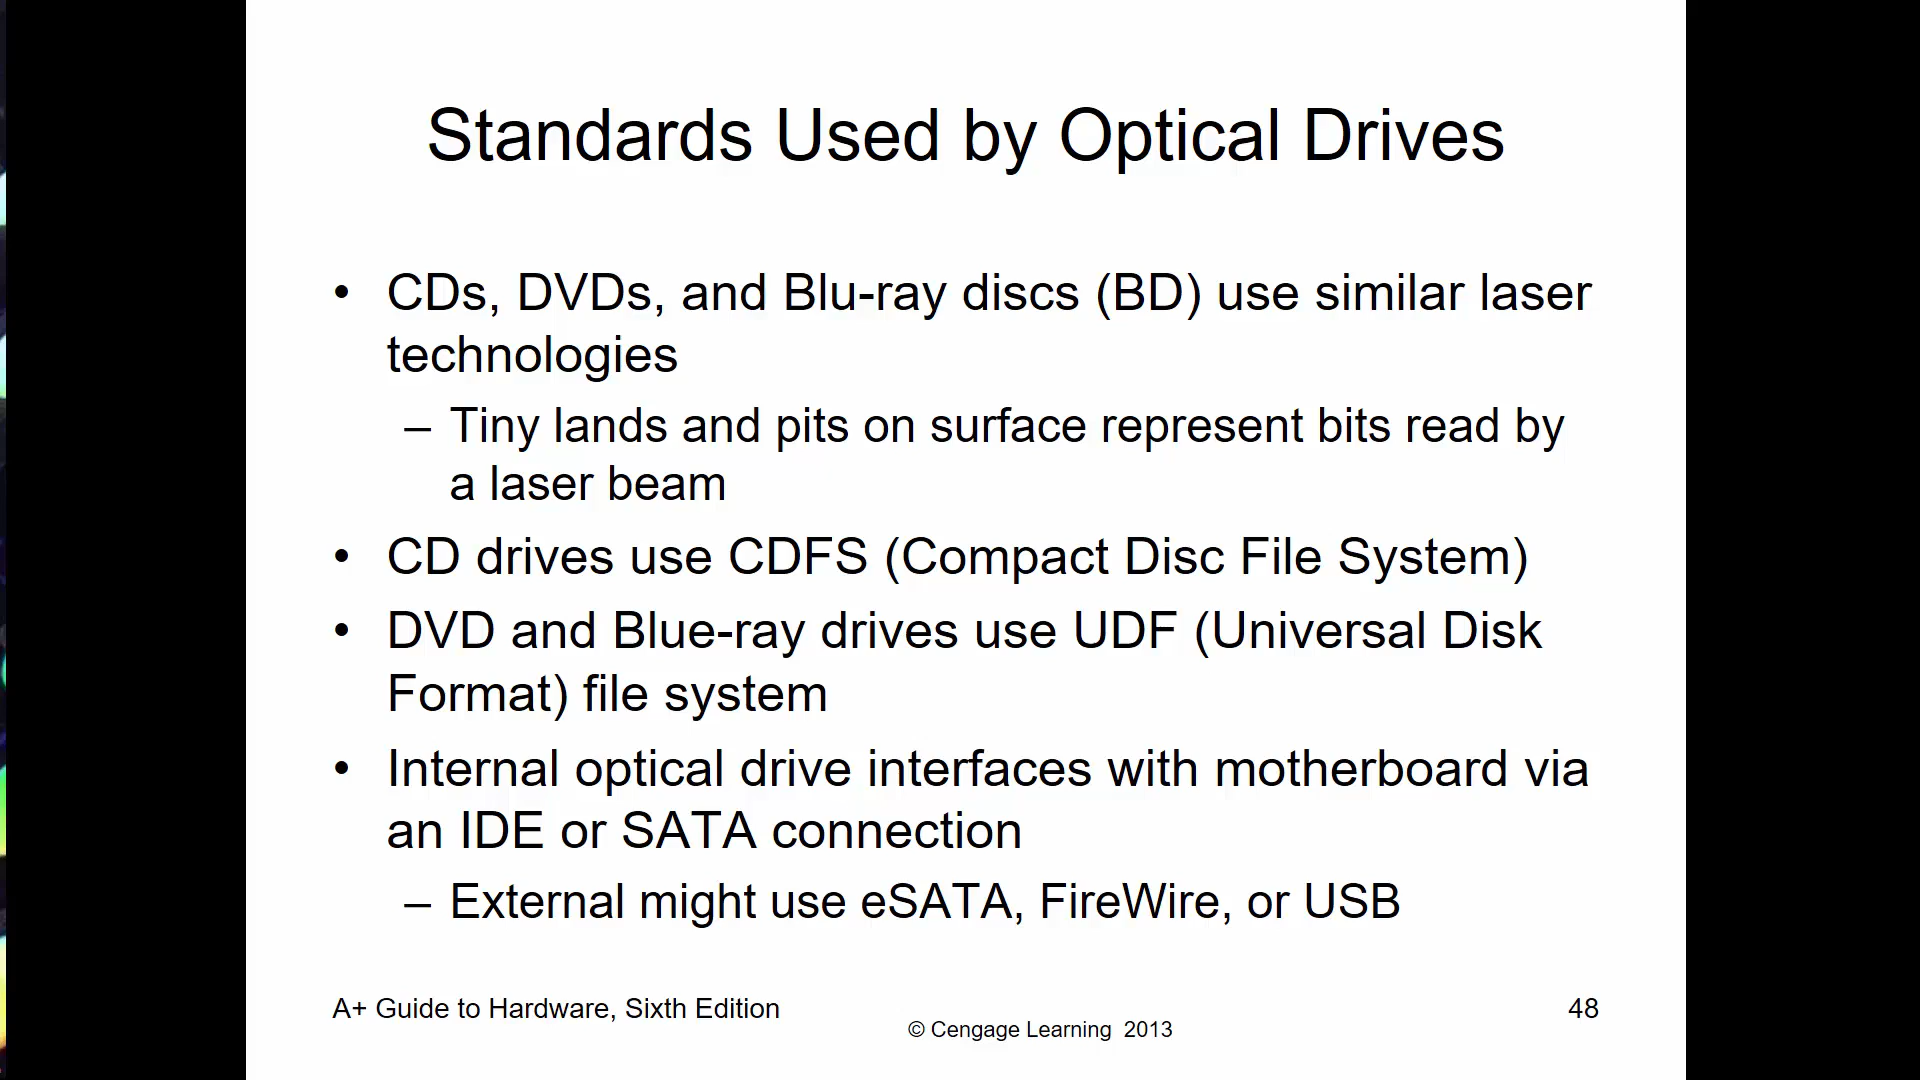 Standards Used by Optical Drives
• CDs, DVDs, and Blu-ray discs (BD) use similar laser
technologies
– Tiny lands and pits on surface represent bits read by
a laser beam
• CD drives use CDFS (Compact Disc File System)
• DVD and Blue-ray drives use UDF (Universal Disk
Format) file system
• Internal optical drive interfaces with motherboard via
an IDE or SATA connection
– External might use eSATA, FireWire, or USB
A+ Guide to Hardware, Sixth Edition
© Cengage Learning 2013
48